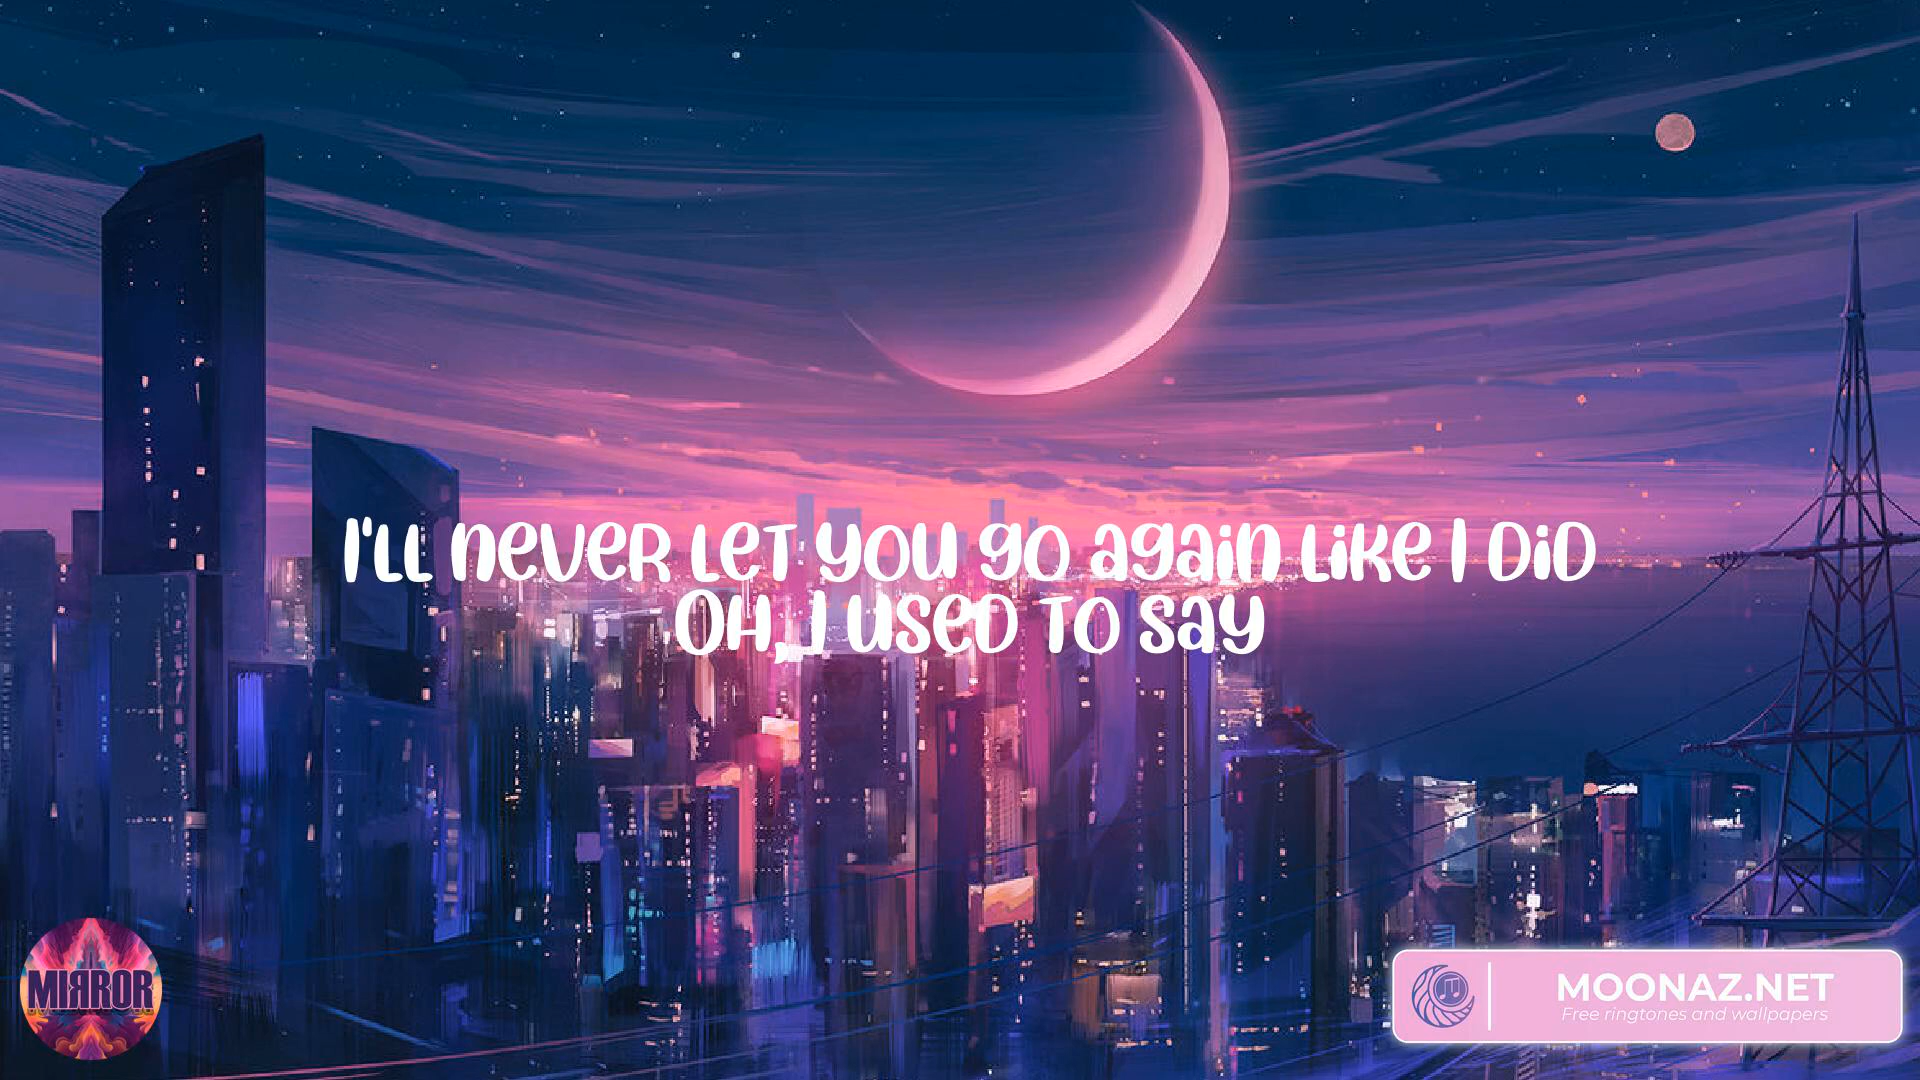 I'll never let you go again like I did
Oh, I used to say
MIRROR
MOONAZ.NET
Free ringtones and wallpapers